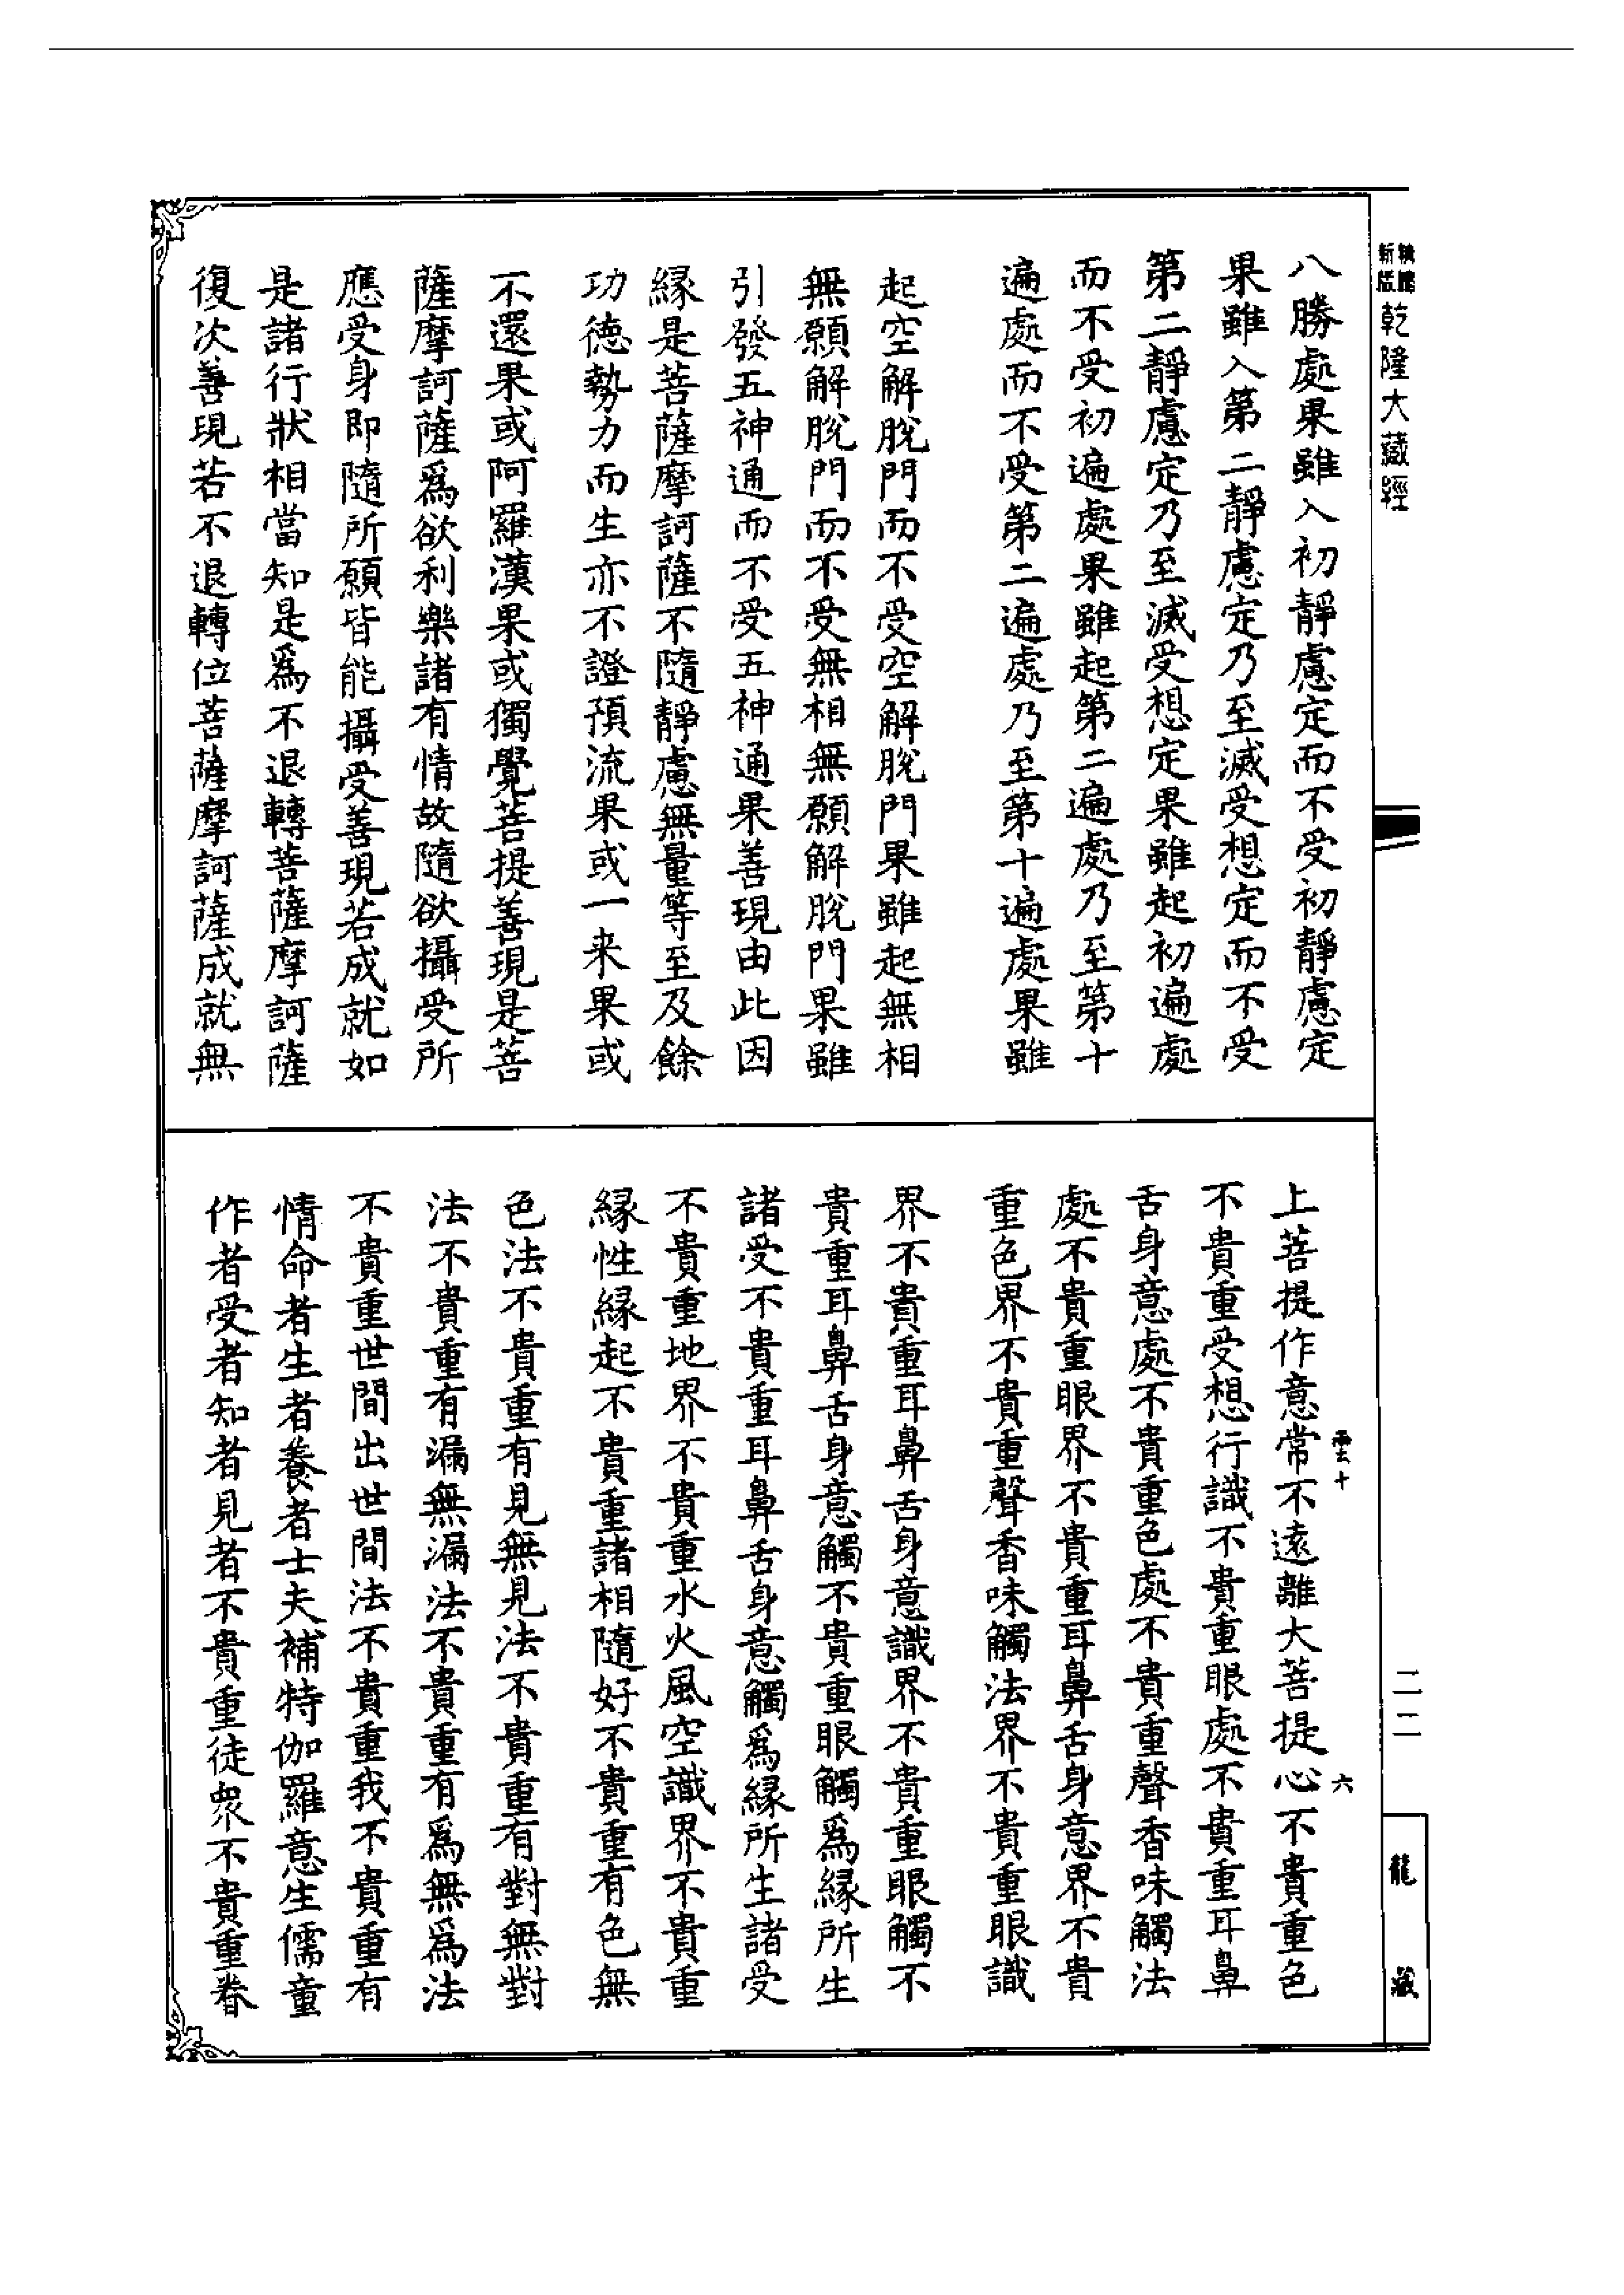 八勝處果雖入初靜慮定而不受初靜慮定
果雖入第二靜慮定乃至滅受想定而不受
第二靜慮定乃至滅受想定果雖起初遍處
而不受初遍處果雖起第二遍處乃至第十
遍處而不受第二遍處乃至第十遍處果雖
起空解脫門而不受空解脫門果雖起無相
無願解脫門而不受無相無願解脫門果雖
引發五神通而不受五神通果善現由此因
緣是菩薩摩訶薩不隨靜慮無量等至及餘
功德勢力而生亦不證預流果或一來果或
不還果或阿羅漢果或獨覺菩提善現是菩
薩摩訶薩爲欲利樂諸有情故隨欲攝受所
應受身即隨所願皆能攝受善現若成就如
是諸行狀相當知是爲不退轉菩薩摩訶薩
復次善現若不退轉位菩薩摩訶薩成就無
上菩提作意常不遠離大菩提心不貴重色
不貴重受想行識不貴重眼處不貴重耳鼻
舌身意處不貴重色處不貴重聲香味觸法
處不貴重眼界不貴重耳鼻舌身意界不貴
重色界不貴重聲香味觸法界不貴重眼識
界不貴重耳鼻舌身意識界不貴重眼觸不
貴重耳鼻舌身意觸不貴重眼觸爲緣所生
諸受不貴重耳鼻舌身意觸爲緣所生諸受
不貴重地界不貴重水火風空識界不貴重
緣性緣起不貴重諸相隨好不貴重有色無
色法不貴重有見無見法不貴重有對無對
法不貴重有漏無漏法不貴重有爲無爲法
不貴重世間出世間法不貴重我不貴重有
情命者生者養者士夫補特伽羅意生儒童
作者受者知者見者不貴重徒衆不貴重眷
新版
乾隆大藏經
雲十
六
二二
龍藏